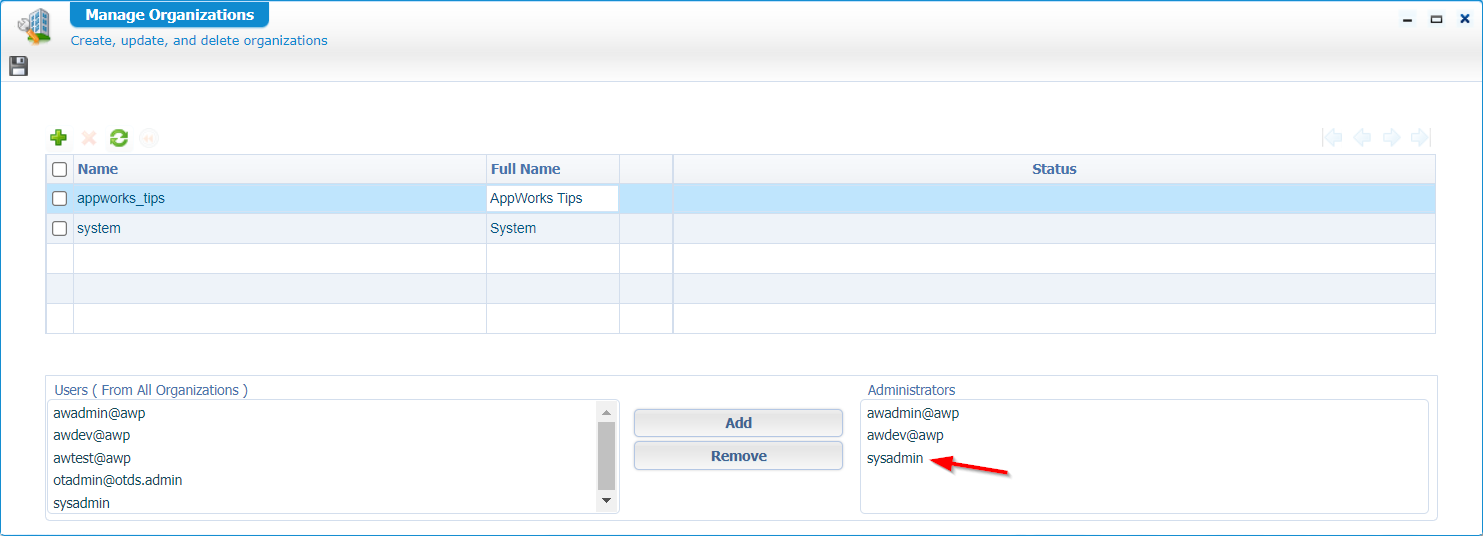 Manage Organizations
Create, update, and delete organizations
Name Full Name Status
appworks_tips AppWorks Tips
system System
Users ( From All Organizations )
awadmin@awp
awdev@awp
awtest@awp
otadmin@otds.admin
sysadmin
Add
Remove
Administrators
awadmin@awp
awdev@awp
sysadmin